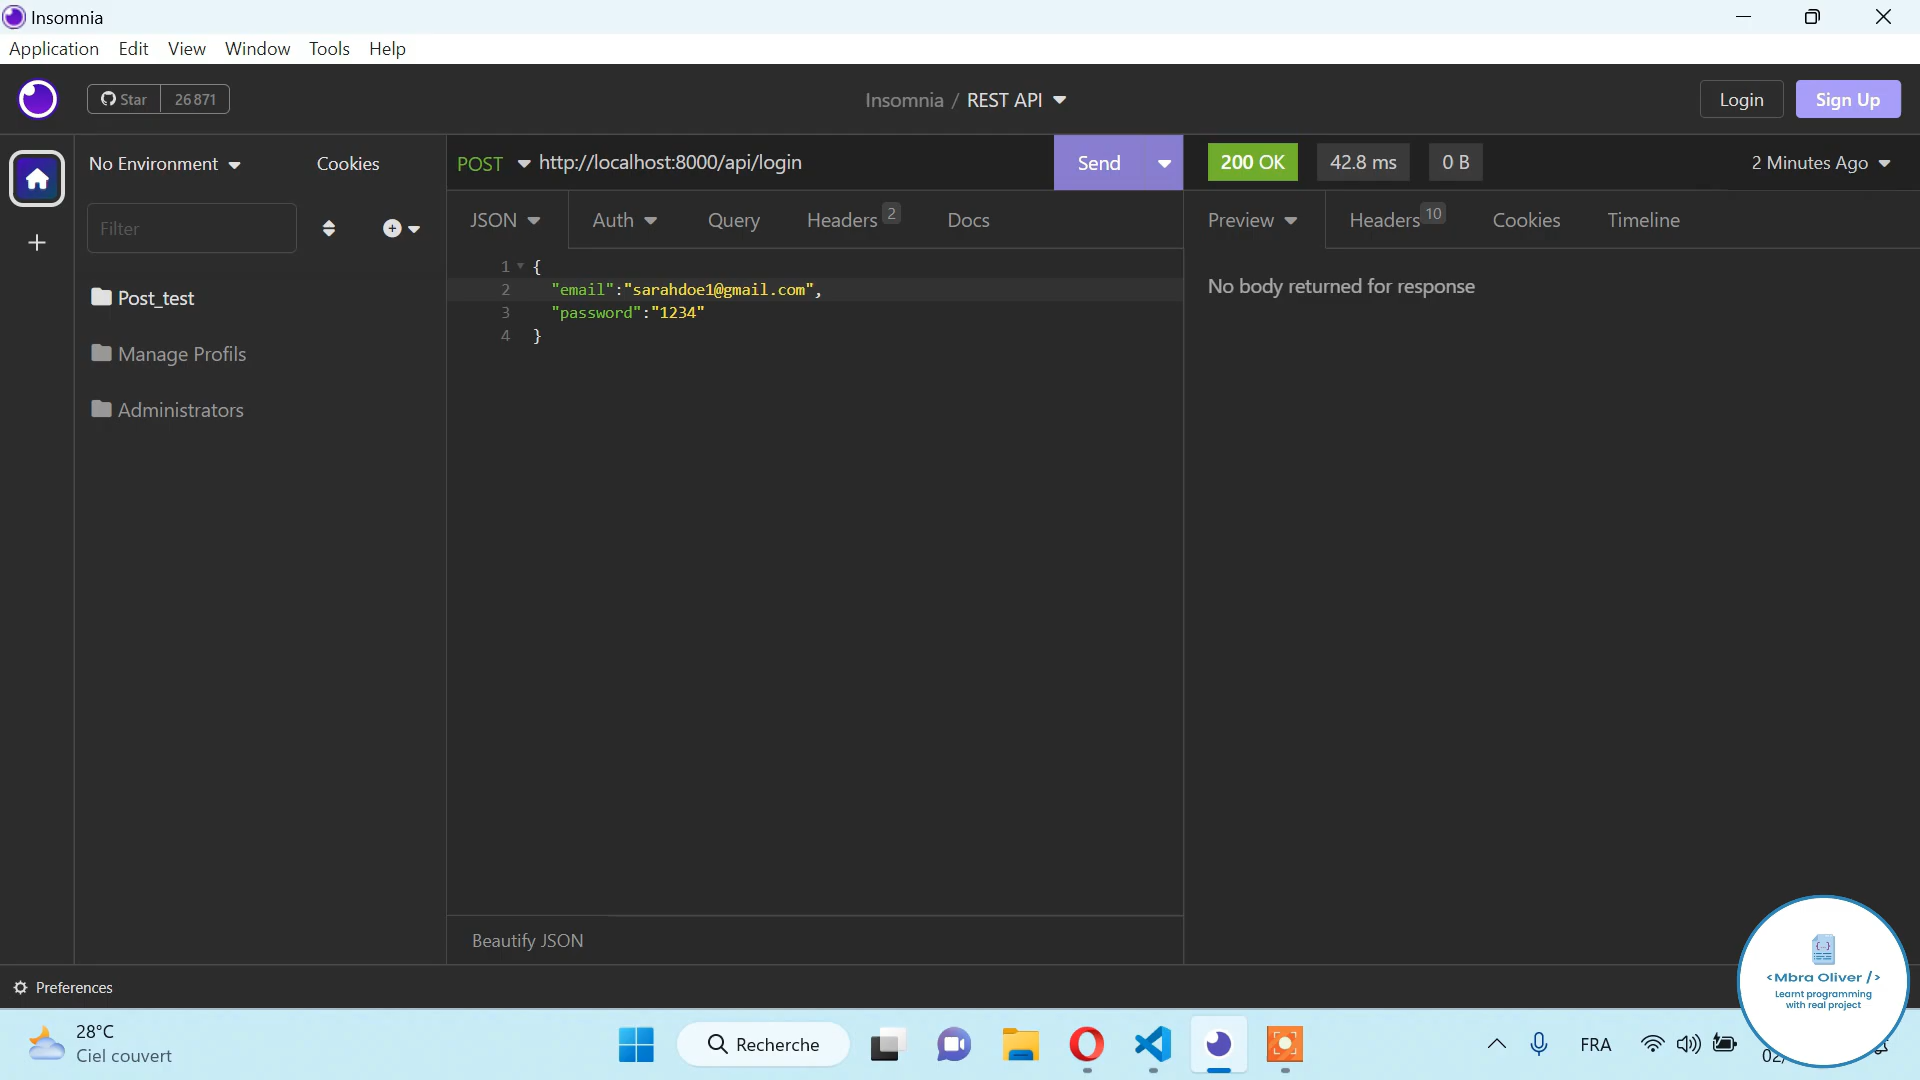 Insomnia
Application Edit View Window Tools Help
Star 26 871
Insomnia / REST API
Login Sign Up
No Environment Cookies
POST http://localhost:8000/api/login Send
200 OK 42.8 ms 0 B 2 Minutes Ago
Filter
JSON Auth Query Headers 2 Docs
Preview Headers 10 Cookies Timeline
Post_test
Manage Profils
Administrators
1 {
2 "email":"sarahdoe1@gmail.com",
3 "password":"1234"
4 }
No body returned for response
Beautify JSON
Preferences
{...}
<Mbra Oliver />
Learnt programming
with real project
28°C
Ciel couvert
Recherche
FRA